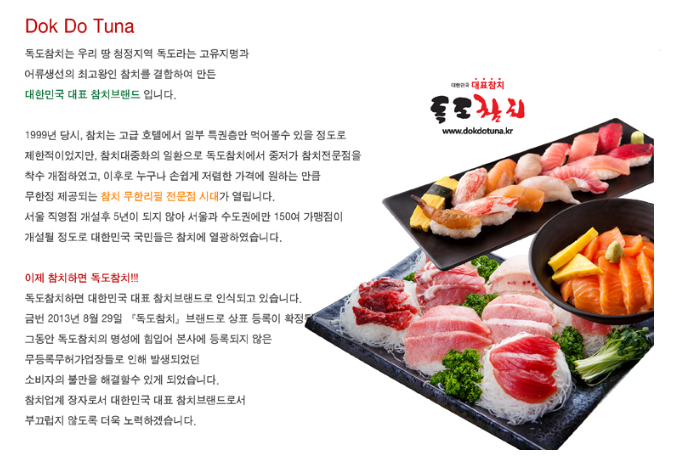 Dok Do Tuna
독도참치는 우리 땅 청정지역 독도라는 고유지명과
어류생선의 최고왕인 참치를 결합하여 만든
대한민국 대표 참치브랜드 입니다.
대한민국 대표참치
독도참치
www.dokdotuna.kr
1999년 당시, 참치는 고급 호텔에서 일부 특권층만 먹어볼수 있을 정도로
제한적이었지만, 참치대중화의 일환으로 독도참치에서 중저가 참치전문점을
착수 개점하였고, 이후로 누구나 손쉽게 저렴한 가격에 원하는 만큼
무한정 제공되는 참치 무한리필 전문점 시대가 열립니다.
서울 직영점 개설후 5년이 되지 않아 서울과 수도권에만 150여 가맹점이
개설될 정도로 대한민국 국민들은 참치에 열광하였습니다.
이제 참치하면 독도참치!!!
독도참치하면 대한민국 대표 참치브랜드로 인식되고 있습니다.
금번 2013년 8월 29일 『독도참치』브랜드로 상표 등록이 확정
그동안 독도참치의 명성에 힘입어 본사에 등록되지 않은
무등록무허가업장들로 인해 발생되었던
소비자의 불만을 해결할수 있게 되었습니다.
참치업계 장자로서 대한민국 대표 참치브랜드로서
부끄럽지 않도록 더욱 노력하겠습니다.